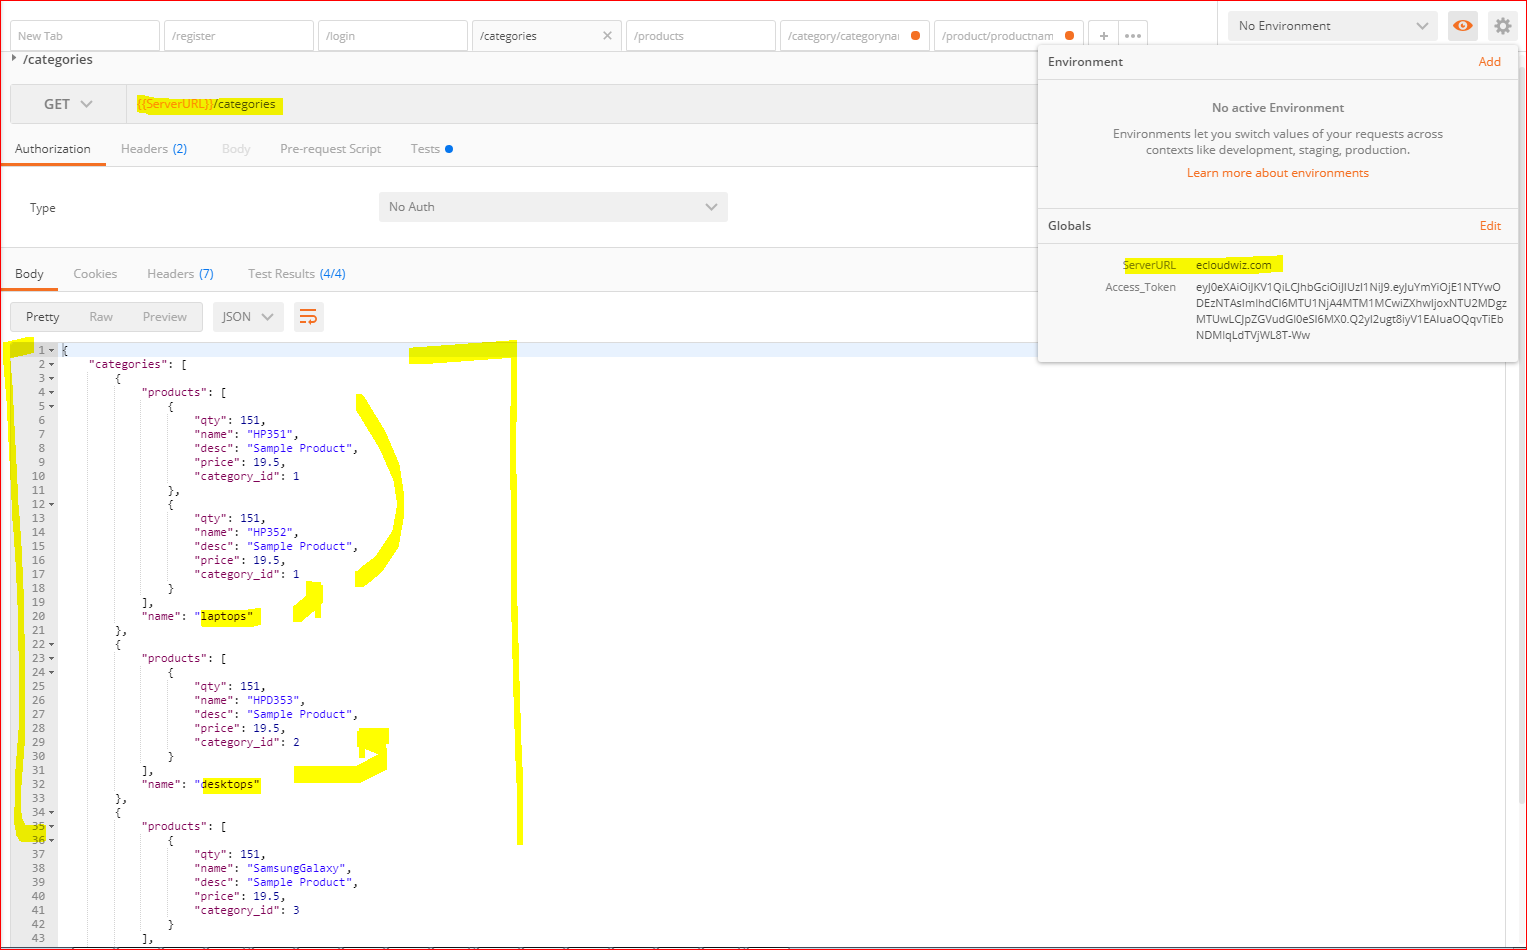 New Tab
/register
/login
/categories
/products
/category/categorynar
/product/productnam
No Environment
/categories
GET
{{ServerURL}}/categories
Authorization
Headers (2)
Body
Pre-request Script
Tests
Type
No Auth
Environment
Add
No active Environment
Environments let you switch values of your requests across
contexts like development, staging, production.
Learn more about environments
Globals
Edit
ServerURL
ecloudwiz.com
Access_Token
Body
Cookies
Headers (7)
Test Results (4/4)
Pretty
Raw
Preview
JSON
1 {
2 "categories": [
3 {
4 "products": [
5 {
6 "qty": 151,
7 "name": "HP351",
8 "desc": "Sample Product",
9 "price": 19.5,
10 "category_id": 1
11 },
12 {
13 "qty": 151,
14 "name": "HP352",
15 "desc": "Sample Product",
16 "price": 19.5,
17 "category_id": 1
18 }
19 ],
20 "name": "laptops"
21 },
22 {
23 "products": [
24 {
25 "qty": 151,
26 "name": "HPD353",
27 "desc": "Sample Product",
28 "price": 19.5,
29 "category_id": 2
30 }
31 ],
32 "name": "desktops"
33 },
34 {
35 "products": [
36 {
37 "qty": 151,
38 "name": "SamsungGalaxy",
39 "desc": "Sample Product",
40 "price": 19.5,
41 "category_id": 3
42 }
43 ],